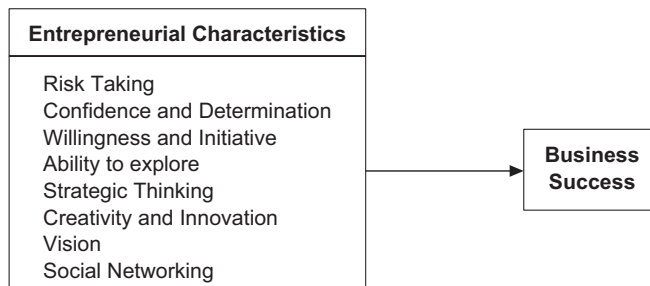 Entrepreneurial Characteristics
Risk Taking
Confidence and Determination
Willingness and Initiative
Ability to explore
Strategic Thinking
Creativity and Innovation
Vision
Social Networking
Business
Success